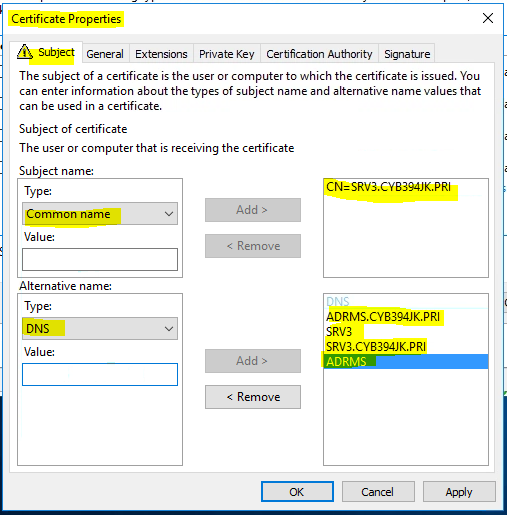 Certificate Properties
Subject General Extensions Private Key Certification Authority Signature
The subject of a certificate is the user or computer to which the certificate is issued. You
can enter information about the types of subject name and alternative name values that
can be used in a certificate.
Subject of certificate
The user or computer that is receiving the certificate
Subject name:
Type:
Common name
Value:
Add >
< Remove
CN=SRV3.CYB394JK.PRI
Alternative name:
Type:
DNS
Value:
Add >
< Remove
DNS
ADRMS.CYB394JK.PRI
SRV3
SRV3.CYB394JK.PRI
ADRMS
OK Cancel Apply